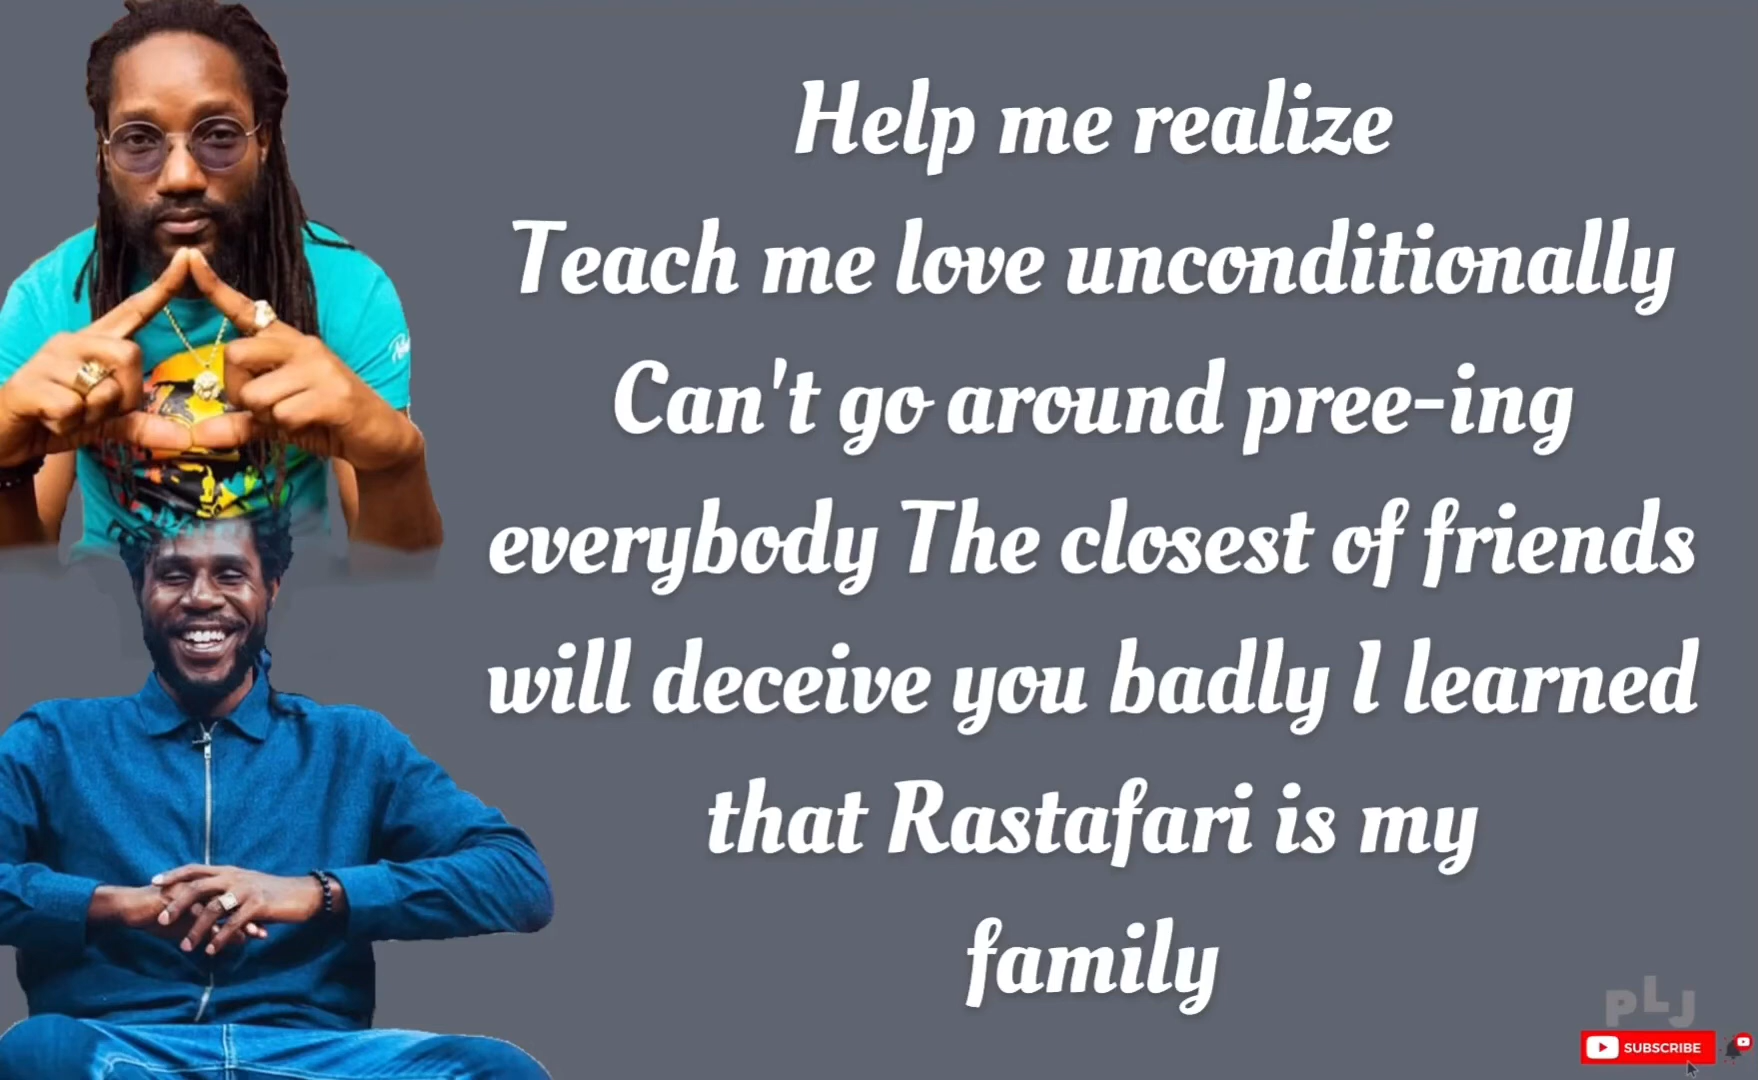 Help me realize
Teach me love unconditionally
Can't go around pree-ing
everybody The closest of friends
will deceive you badly I learned
that Rastafari is my
family
PLJ
SUBSCRIBE